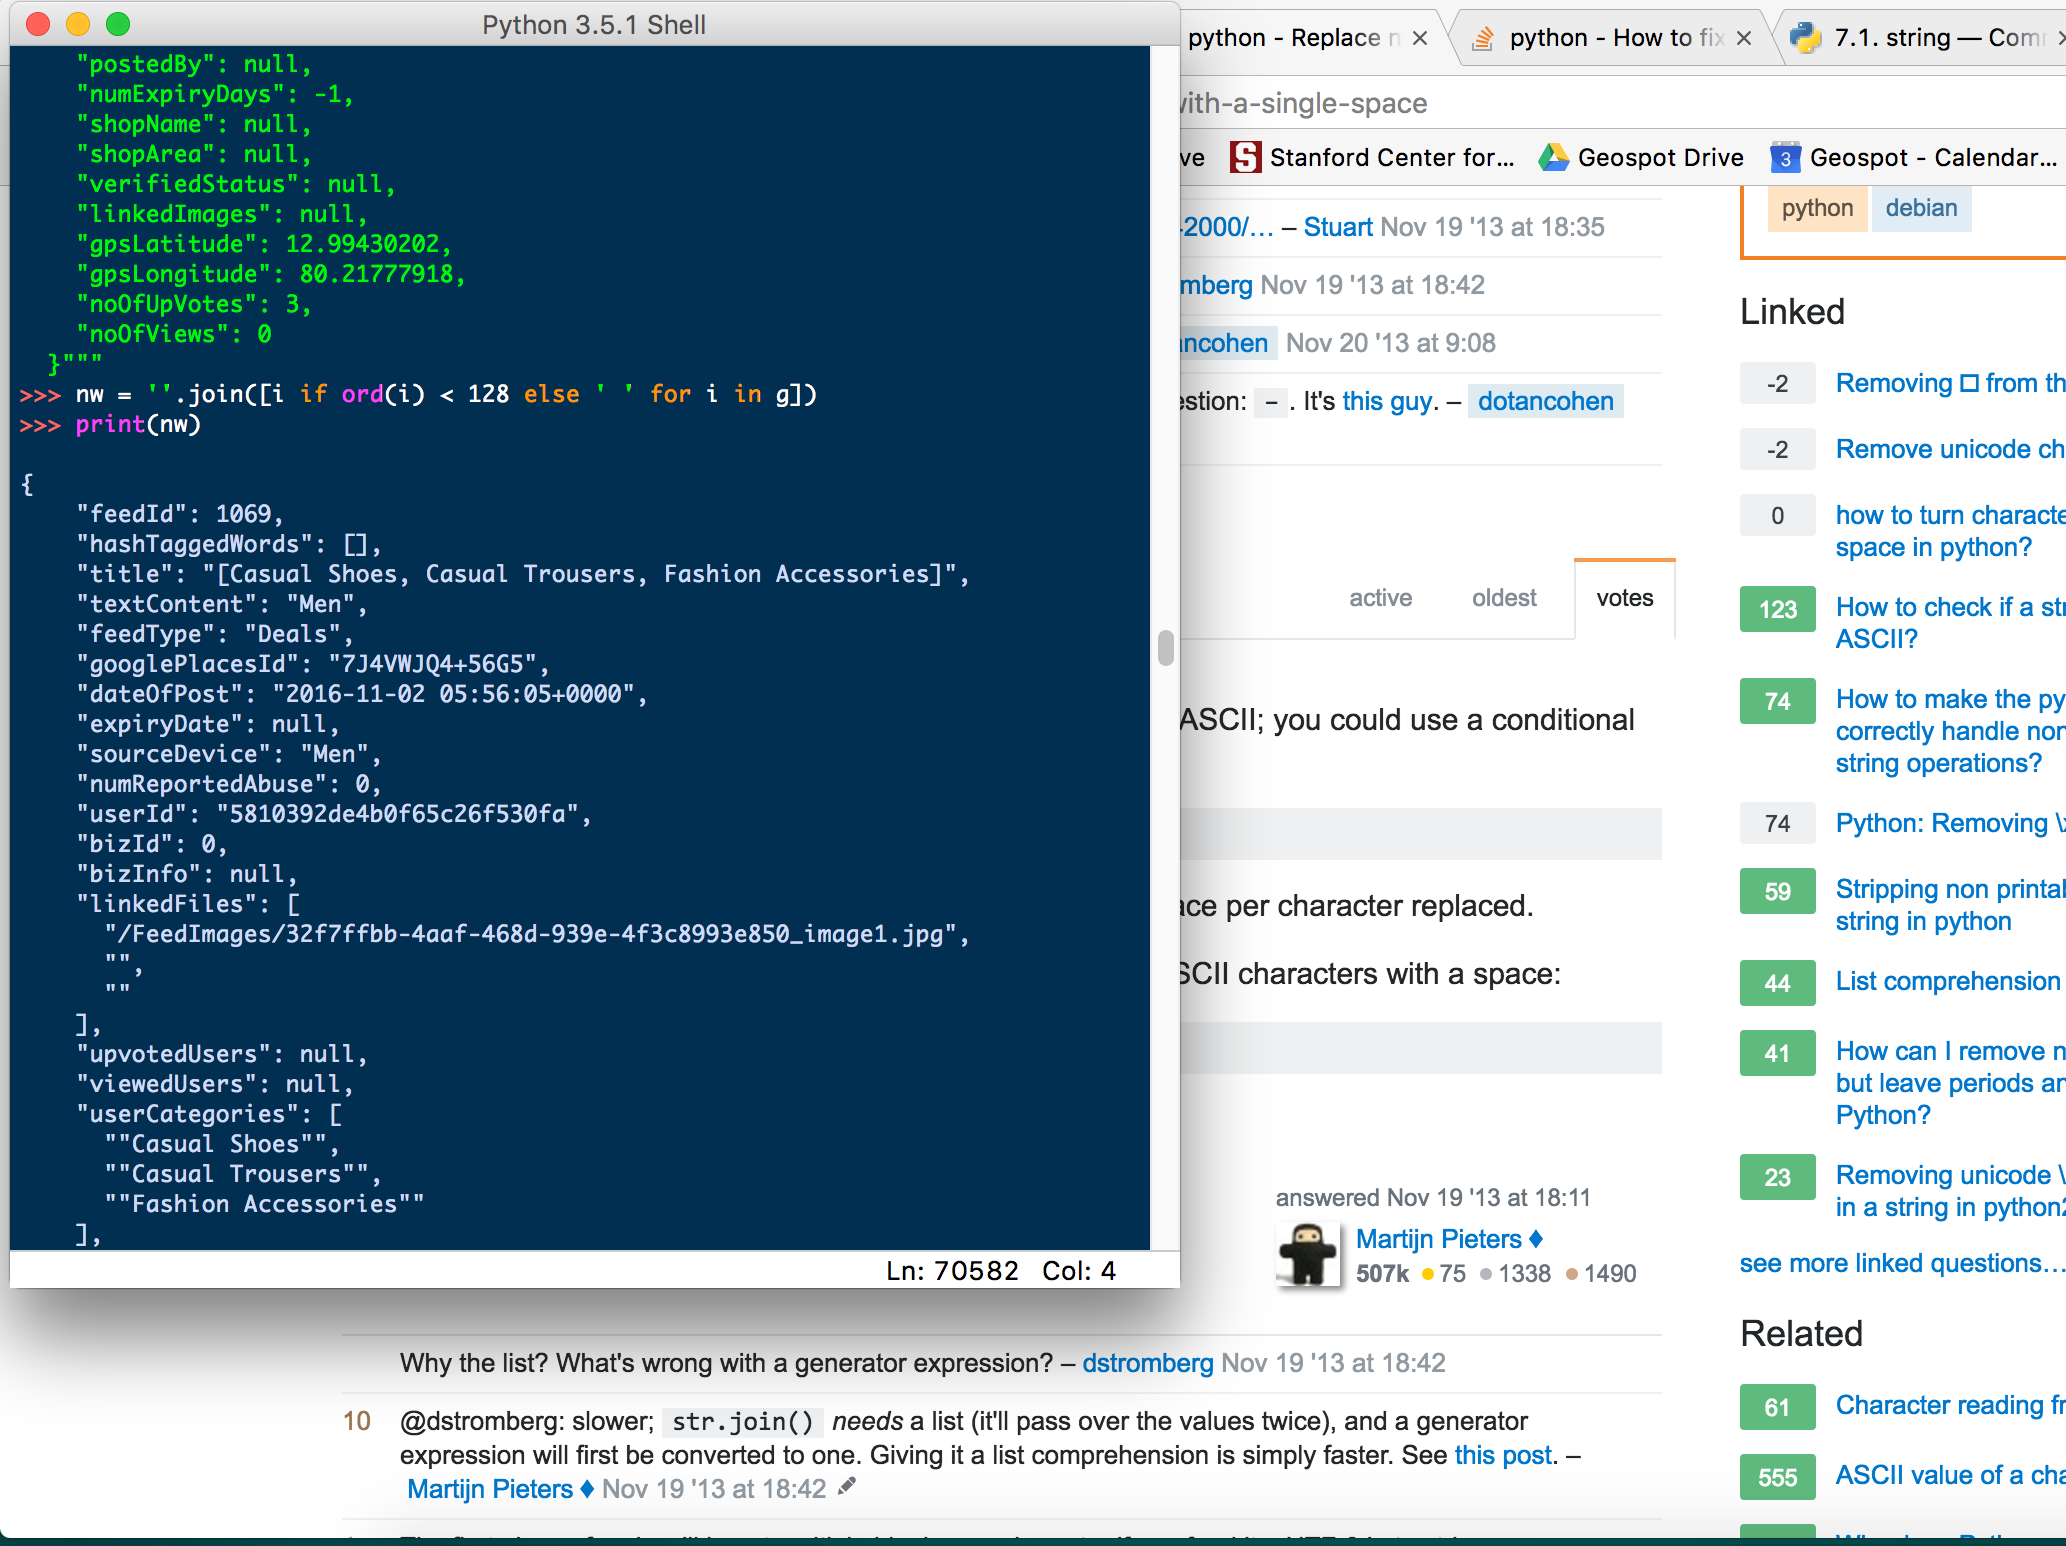 Python 3.5.1 Shell
"postedBy": null,
"numExpiryDays": -1,
"shopName": null,
"shopArea": null,
"verifiedStatus": null,
"linkedImages": null,
"gpsLatitude": 12.99430202,
"gpsLongitude": 80.21777918,
"noOfUpVotes": 3,
"noOfViews": 0
}"""
>>> nw = ''.join([i if ord(i) < 128 else ' ' for i in g])
>>> print(nw)
{
"feedId": 1069,
"hashTaggedWords": [],
"title": "[Casual Shoes, Casual Trousers, Fashion Accessories]",
"textContent": "Men",
"feedType": "Deals",
"googlePlacesId": "7J4VWJQ4+56G5",
"dateOfPost": "2016-11-02 05:56:05+0000",
"expiryDate": null,
"sourceDevice": "Men",
"numReportedAbuse": 0,
"userId": "5810392de4b0f65c26f530fa",
"bizId": 0,
"bizInfo": null,
"linkedFiles": [
"/FeedImages/32f7ffbb-4aaf-468d-939e-4f3c8993e850_image1.jpg",
"",
""
],
"upvotedUsers": null,
"viewedUsers": null,
"userCategories": [
""Casual Shoes"",
""Casual Trousers"",
""Fashion Accessories""
],
Ln: 70582 Col: 4
python - Replace n × python - How to fix × 7.1. string — Com
with-a-single-space
ve Stanford Center for... Geospot Drive 3 Geospot - Calendar...
-2000/… – Stuart Nov 19 '13 at 18:35
mberg Nov 19 '13 at 18:42
ancohen Nov 20 '13 at 9:08
estion: – . It's this guy. – dotancohen
active oldest votes
ASCII; you could use a conditional
ace per character replaced.
SCII characters with a space:
answered Nov 19 '13 at 18:11
Martijn Pieters ♦
507k 75 1338 1490
Why the list? What's wrong with a generator expression? – dstromberg Nov 19 '13 at 18:42
10 @dstromberg: slower; str.join() needs a list (it'll pass over the values twice), and a generator
expression will first be converted to one. Giving it a list comprehension is simply faster. See this post. –
Martijn Pieters ♦ Nov 19 '13 at 18:42
python debian
Linked
-2 Removing □ from th
-2 Remove unicode ch
0 how to turn characte
space in python?
123 How to check if a str
ASCII?
74 How to make the py
correctly handle non
string operations?
74 Python: Removing \x
59 Stripping non printab
string in python
44 List comprehension
41 How can I remove n
but leave periods an
Python?
23 Removing unicode \
in a string in python2
see more linked questions…
Related
61 Character reading fr
555 ASCII value of a cha